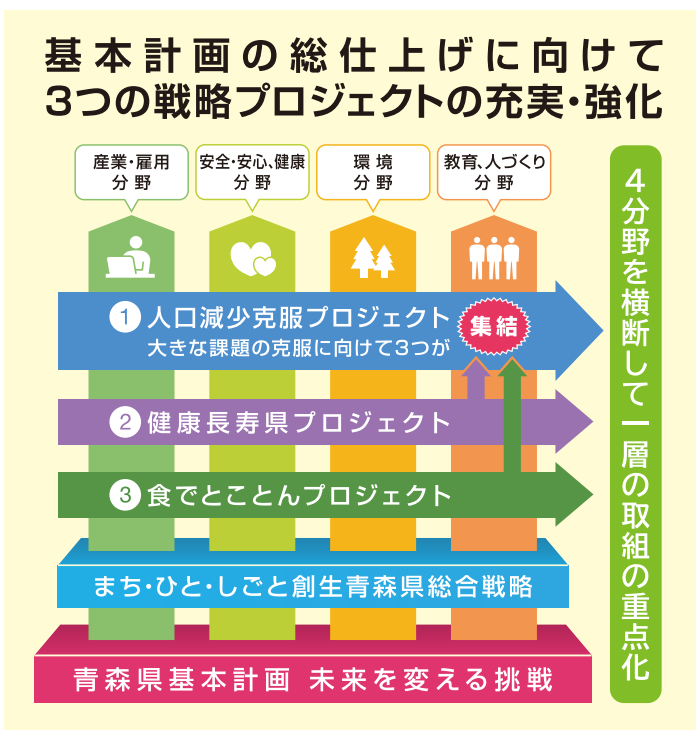 基本計画の総仕上げに向けて
3つの戦略プロジェクトの充実・強化
産業・雇用
分野
安全・安心、健康
分野
環境
分野
教育、人づくり
分野
① 人口減少克服プロジェクト
大きな課題の克服に向けて3つが
集結
② 健康長寿県プロジェクト
③ 食でとことんプロジェクト
まち・ひと・しごと創生青森県総合戦略
青森県基本計画 未来を変える挑戦
4分野を横断して一層の取組の重点化